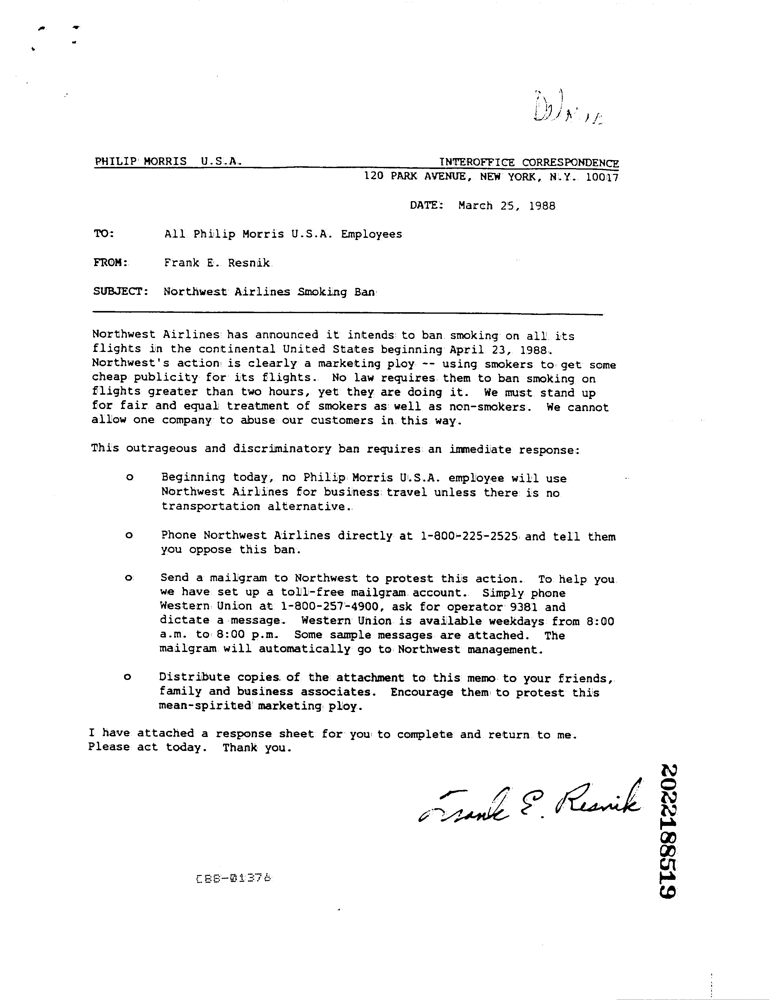 PHILIP MORRIS U.S.A. INTEROFFICE CORRESPONDENCE
120 PARK AVENUE, NEW YORK, N.Y. 10017
DATE: March 25, 1988
TO: All Philip Morris U.S.A. Employees
FROM: Frank E. Resnik
SUBJECT: Northwest Airlines Smoking Ban
Northwest Airlines has announced it intends to ban smoking on all its
flights in the continental United States beginning April 23, 1988.
Northwest's action is clearly a marketing ploy -- using smokers to get some
cheap publicity for its flights. No law requires them to ban smoking on
flights greater than two hours, yet they are doing it. We must stand up
for fair and equal treatment of smokers as well as non-smokers. We cannot
allow one company to abuse our customers in this way.
This outrageous and discriminatory ban requires an immediate response:
o Beginning today, no Philip Morris U.S.A. employee will use
Northwest Airlines for business travel unless there is no
transportation alternative.
o Phone Northwest Airlines directly at 1-800-225-2525 and tell them
you oppose this ban.
o Send a mailgram to Northwest to protest this action. To help you
we have set up a toll-free mailgram account. Simply phone
Western Union at 1-800-257-4900, ask for operator 9381 and
dictate a message. Western Union is available weekdays from 8:00
a.m. to 8:00 p.m. Some sample messages are attached. The
mailgram will automatically go to Northwest management.
o Distribute copies of the attachment to this memo to your friends,
family and business associates. Encourage them to protest this
mean-spirited marketing ploy.
I have attached a response sheet for you to complete and return to me.
Please act today. Thank you.
Frank E. Resnik
2022188519
C88-01376